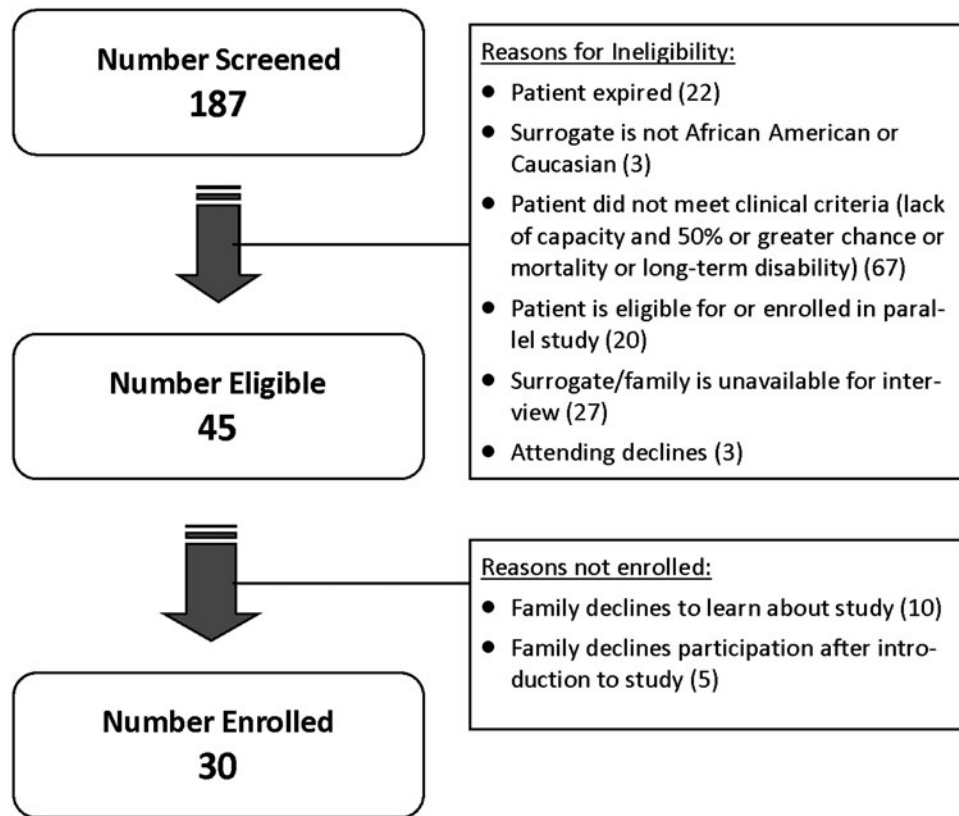 Number Screened
187
Reasons for Ineligibility:
● Patient expired (22)
● Surrogate is not African American or
Caucasian (3)
● Patient did not meet clinical criteria (lack
of capacity and 50% or greater chance or
mortality or long-term disability) (67)
● Patient is eligible for or enrolled in paral-
lel study (20)
● Surrogate/family is unavailable for inter-
view (27)
● Attending declines (3)
Number Eligible
45
Reasons not enrolled:
● Family declines to learn about study (10)
● Family declines participation after intro-
duction to study (5)
Number Enrolled
30